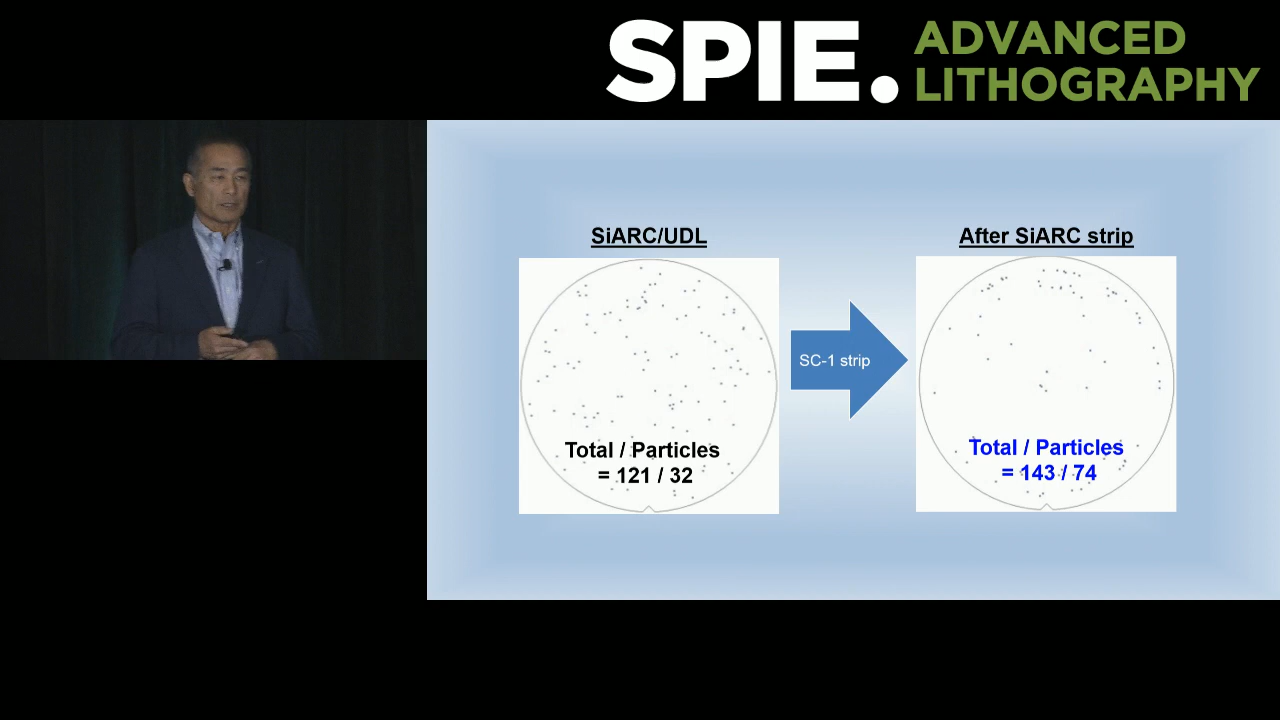 SPIE.
ADVANCED
LITHOGRAPHY
SiARC/UDL
After SiARC strip
SC-1 strip
Total / Particles
= 121 / 32
Total / Particles
= 143 / 74